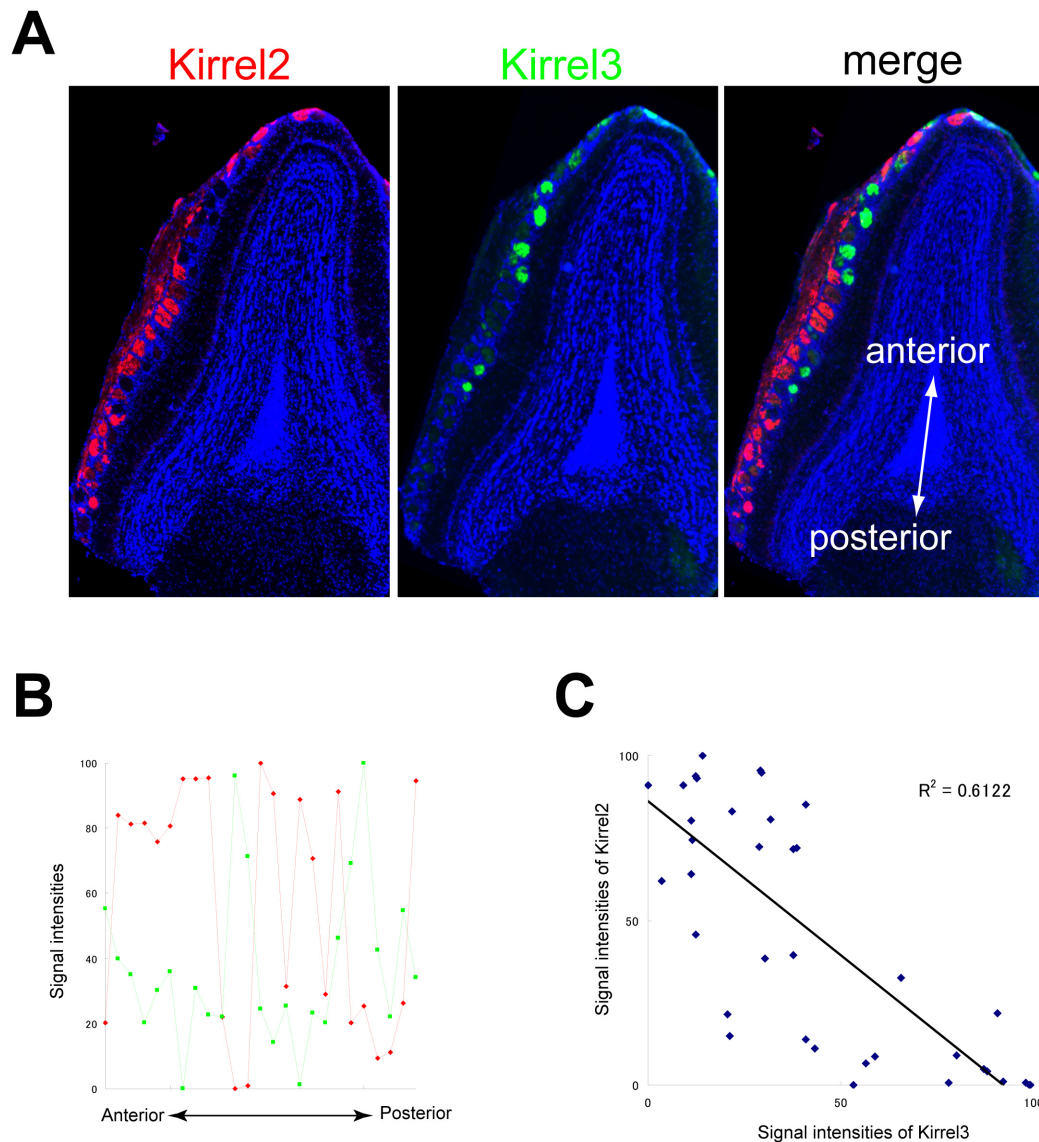 A
Kirrel2
Kirrel3
merge
anterior
posterior
B
Signal intensities
100
80
60
40
20
0
Anterior
Posterior
C
Signal intensities of Kirrel2
100
50
0
R² = 0.6122
0
50
100
Signal intensities of Kirrel3